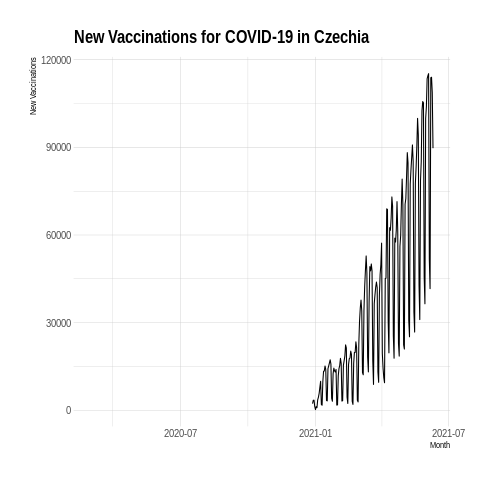 New Vaccinations for COVID-19 in Czechia
New Vaccinations
120000
90000
60000
30000
0
2020-07
2021-01
2021-07
Month